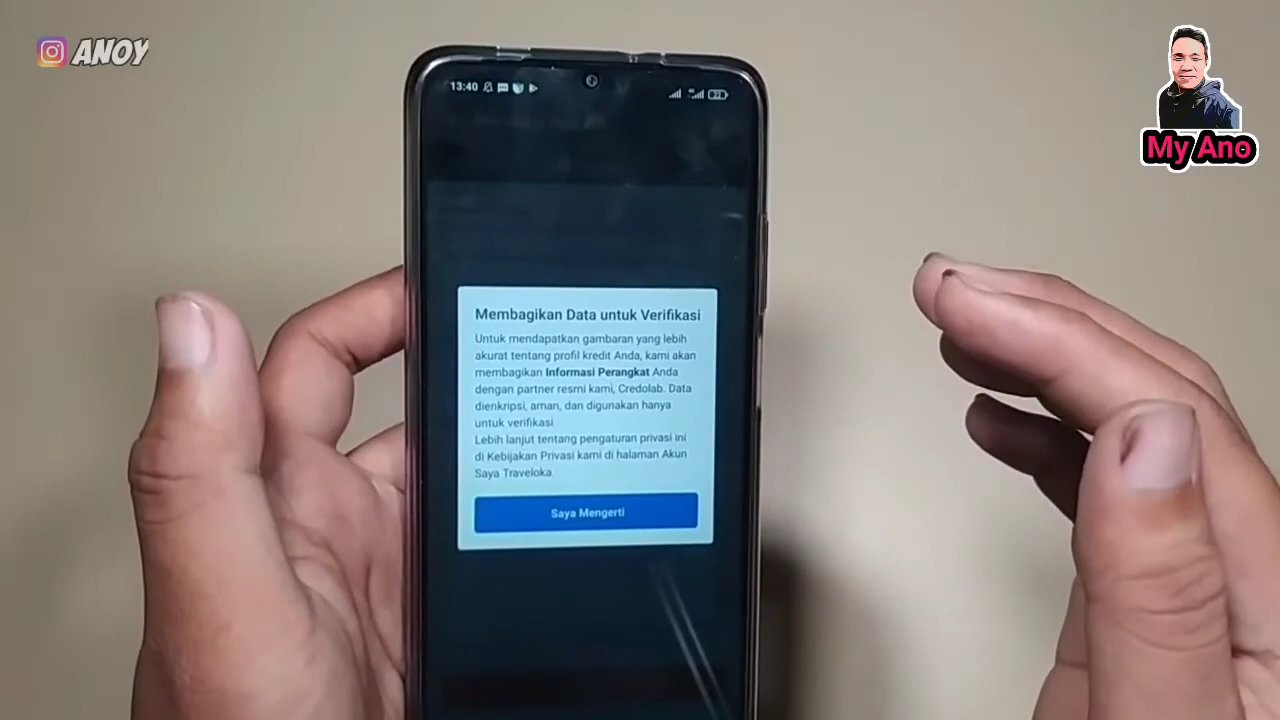 ANOY
My Ano
13:40
Membagikan Data untuk Verifikasi
Untuk mendapatkan gambaran yang lebih
akurat tentang profil kredit Anda, kami akan
membagikan Informasi Perangkat Anda
dengan partner resmi kami, Credolab. Data
dienkripsi, aman, dan digunakan hanya
untuk verifikasi.
Lebih lanjut tentang pengaturan privasi ini
di Kebijakan Privasi kami di halaman Akun
Saya Traveloka.
Saya Mengerti